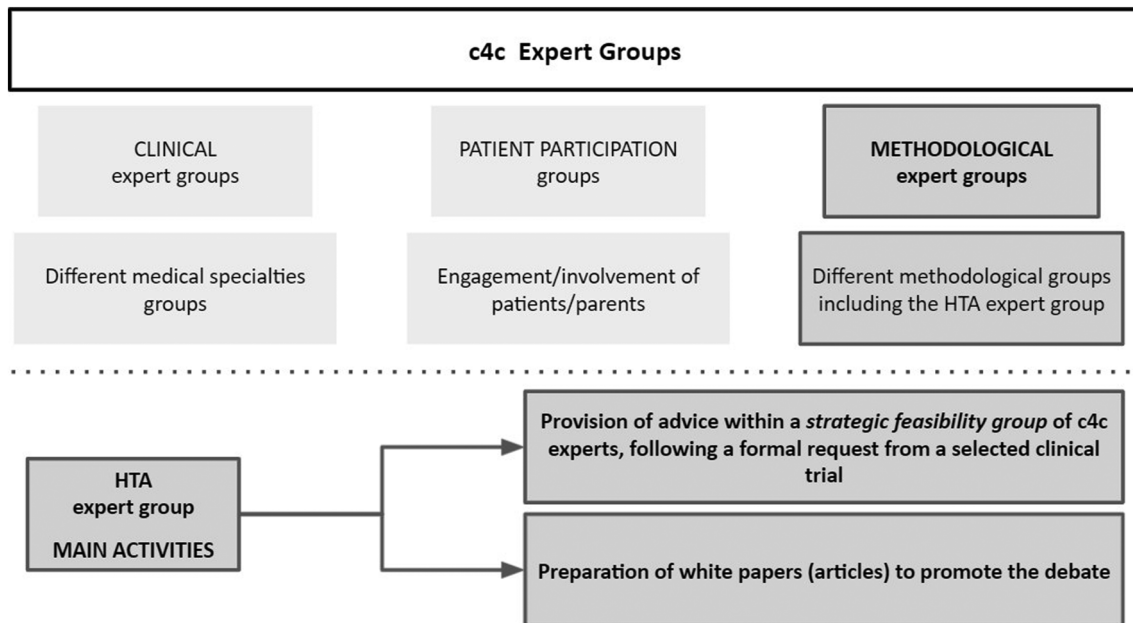 c4c Expert Groups
CLINICAL
expert groups
PATIENT PARTICIPATION
groups
METHODOLOGICAL
expert groups
Different medical specialties
groups
Engagement/involvement of
patients/parents
Different methodological groups
including the HTA expert group
HTA
expert group
MAIN ACTIVITIES
Provision of advice within a strategic feasibility group of c4c
experts, following a formal request from a selected clinical
trial
Preparation of white papers (articles) to promote the debate